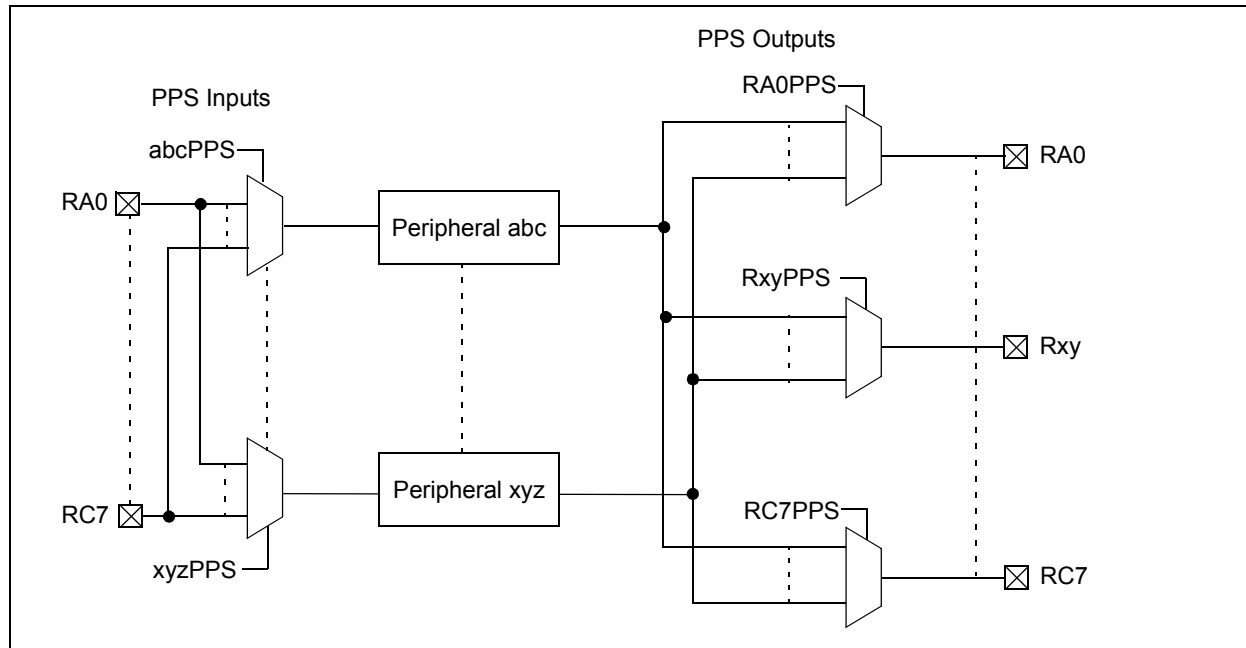 PPS Outputs
RA0PPS
PPS Inputs
abcPPS
RA0
RA0
Peripheral abc
RxyPPS
Rxy
Peripheral xyz
RC7
RC7PPS
xyzPPS
RC7